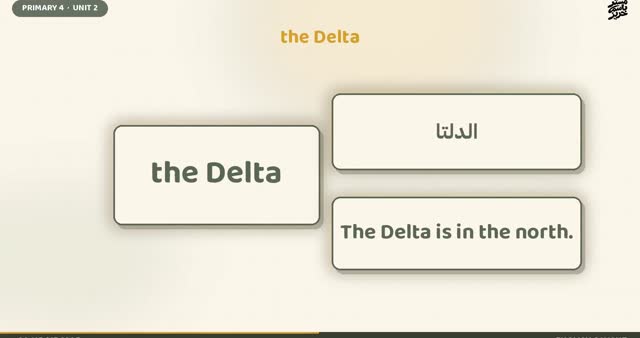 PRIMARY 4 · UNIT 2
the Delta
the Delta
الدلتا
The Delta is in the north.